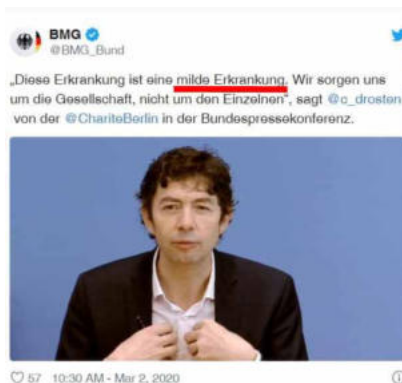 BMG
@BMG_Bund
„Diese Erkrankung ist eine milde Erkrankung. Wir sorgen uns
um die Gesellschaft, nicht um den Einzelnen“, sagt @c_drosten
von der @ChariteBerlin in der Bundespressekonferenz.
57 10:30 AM - Mar 2, 2020